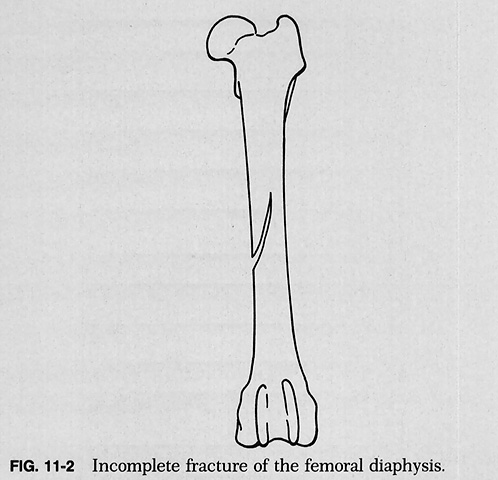 FIG. 11-2 Incomplete fracture of the femoral diaphysis.